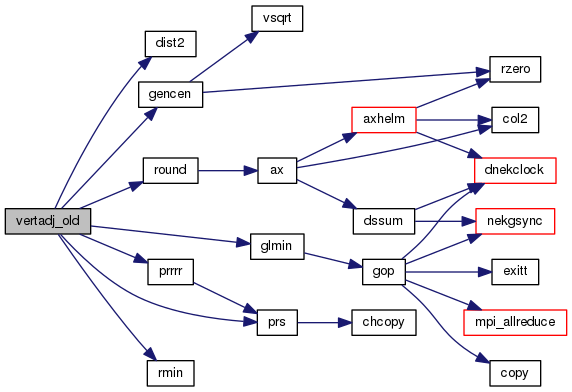 vsqrt
dist2
rzero
gencen
axhelm
col2
round
ax
dnekclock
vertadj_old
dssum
nekgsync
glmin
prrrr
gop
exitt
prs
chcopy
mpi_allreduce
rmin
copy